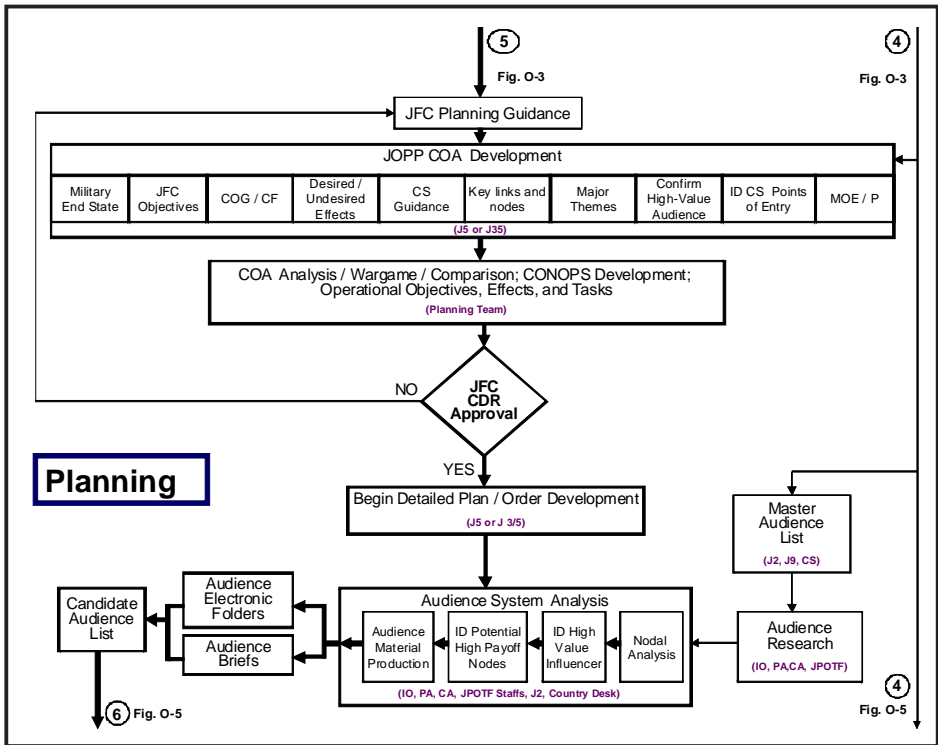 5
4
Fig. O-3
Fig. O-3
JFC Planning Guidance
JOPP COA Development
Military
End State
JFC
Objectives
COG / CF
Desired /
Undesired
Effects
CS
Guidance
Key links and
nodes
Major
Themes
Confirm
High-Value
Audience
ID CS Points
of Entry
MOE / P
(J5 or J35)
COA Analysis / Wargame / Comparison; CONOPS Development;
Operational Objectives, Effects, and Tasks
(Planning Team)
NO
JFC
CDR
Approval
YES
Planning
Begin Detailed Plan / Order Development
(J5 or J 3/5)
Master
Audience
List
(J2, J9, CS)
Candidate
Audience
List
Audience
Electronic
Folders
Audience
Briefs
Audience System Analysis
Audience
Material
Production
ID Potential
High Payoff
Nodes
ID High
Value
Influencer
Nodal
Analysis
(IO, PA, CA, JPOTF Staffs, J2, Country Desk)
Audience
Research
(IO, PA,CA, JPOTF)
6
Fig. O-5
4
Fig. O-5